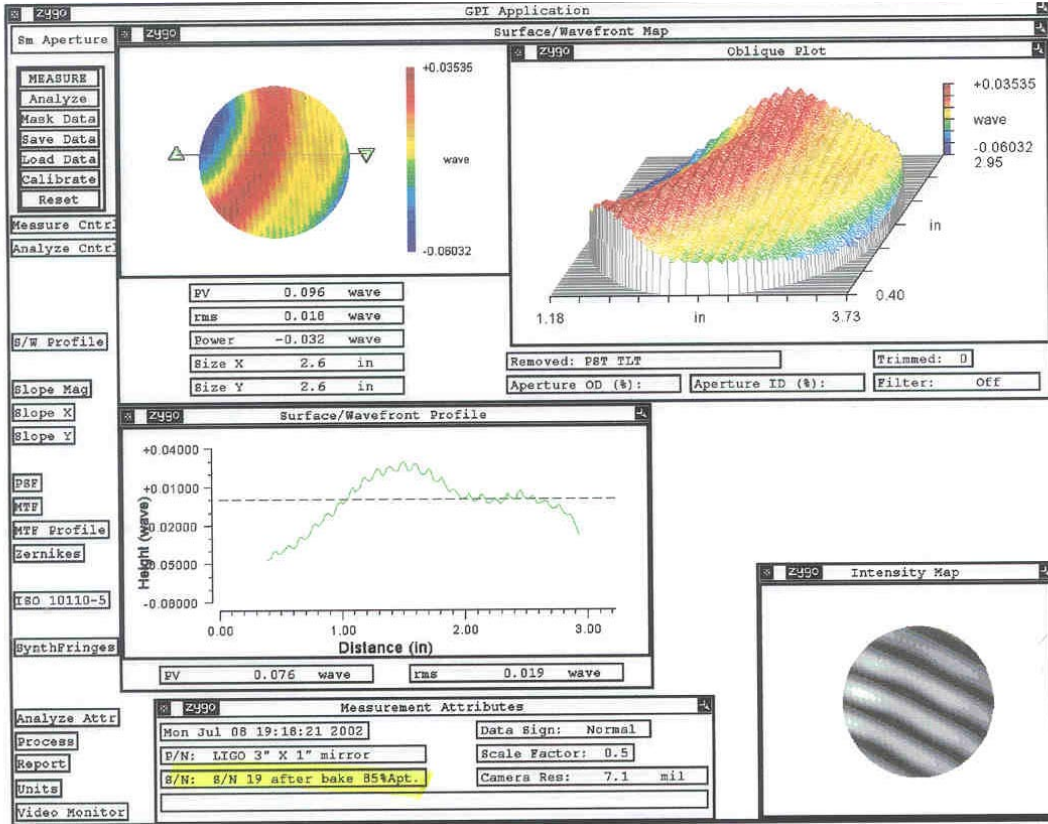 zygo GPI Application
Sm Aperture
MEASURE
Analyze
Mask Data
Save Data
Load Data
Calibrate
Reset
Measure Cntrl
Analyze Cntrl
S/W Profile
Slope Mag
Slope X
Slope Y
PSF
MTF
MTF Profile
Zernikes
ISO 10110-5
SynthFringes
Analyze Attr
Process
Report
Units
Video Monitor
zygo Surface/Wavefront Map
+0.03535
wave
-0.06032
PV 0.096 wave
rms 0.018 wave
Power -0.032 wave
Size X 2.6 in
Size Y 2.6 in
zygo Oblique Plot
+0.03535
wave
-0.06032
2.95
in
0.40
1.18 in 3.73
Removed: PST TLT
Trimmed: 0
Aperture OD (%):
Aperture ID (%):
Filter: Off
zygo Surface/Wavefront Profile
+0.04000
+0.01000
-0.02000
-0.05000
-0.08000
Height (wave)
0.00 1.00 2.00 3.00
Distance (in)
PV 0.076 wave
rms 0.019 wave
zygo Intensity Map
zygo Measurement Attributes
Mon Jul 08 19:18:21 2002
Data Sign: Normal
P/N: LIGO 3" X 1" mirror
Scale Factor: 0.5
S/N: S/N 19 after bake 85%Apt.
Camera Res: 7.1 mil